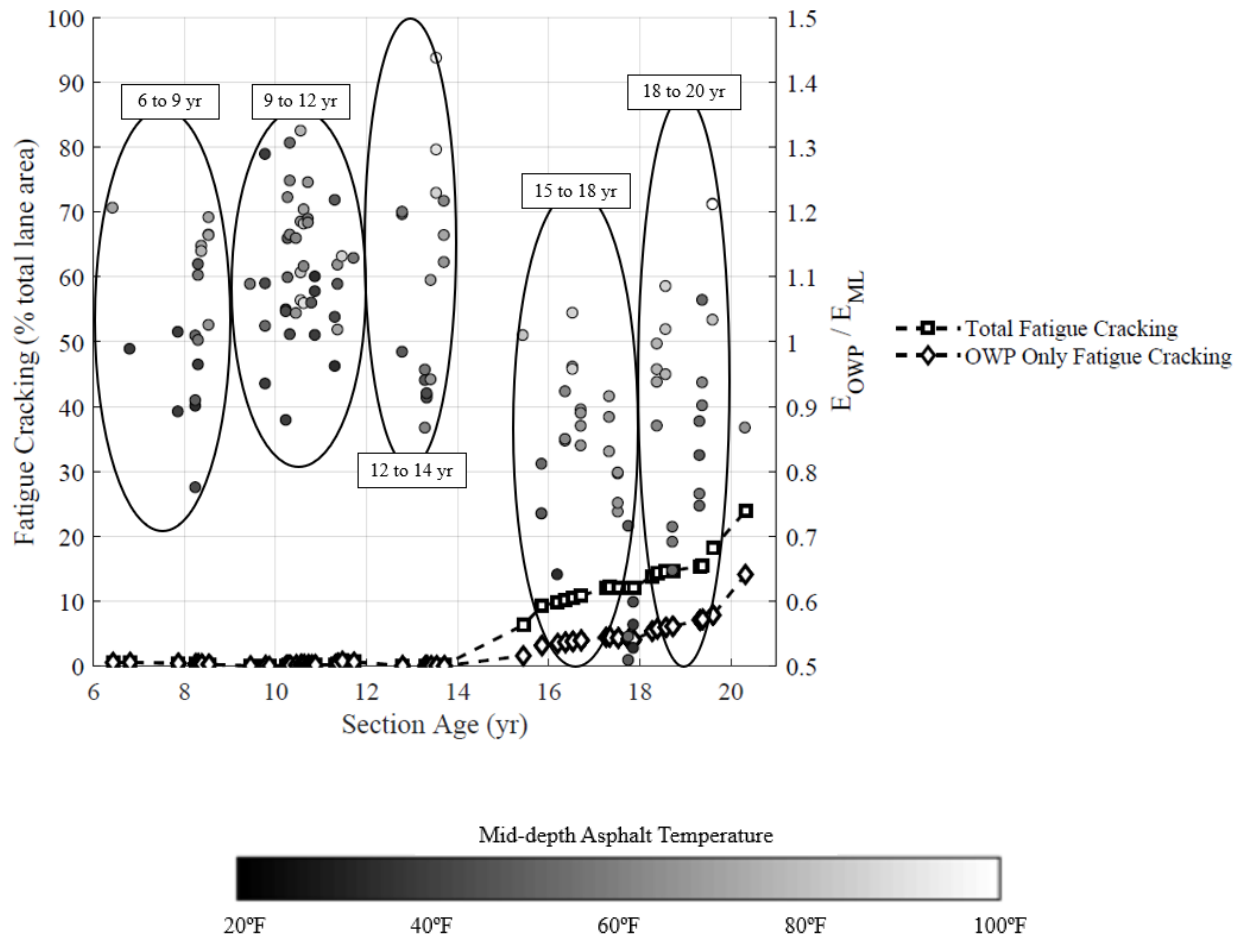 100
90
80
70
60
50
40
30
20
10
0
Fatigue Cracking (% total lane area)
1.5
1.4
1.3
1.2
1.1
1
0.9
0.8
0.7
0.6
0.5
E_OWP / E_ML
6 to 9 yr
9 to 12 yr
12 to 14 yr
15 to 18 yr
18 to 20 yr
Total Fatigue Cracking
OWP Only Fatigue Cracking
6 8 10 12 14 16 18 20
Section Age (yr)
Mid-depth Asphalt Temperature
20ºF 40ºF 60ºF 80ºF 100ºF